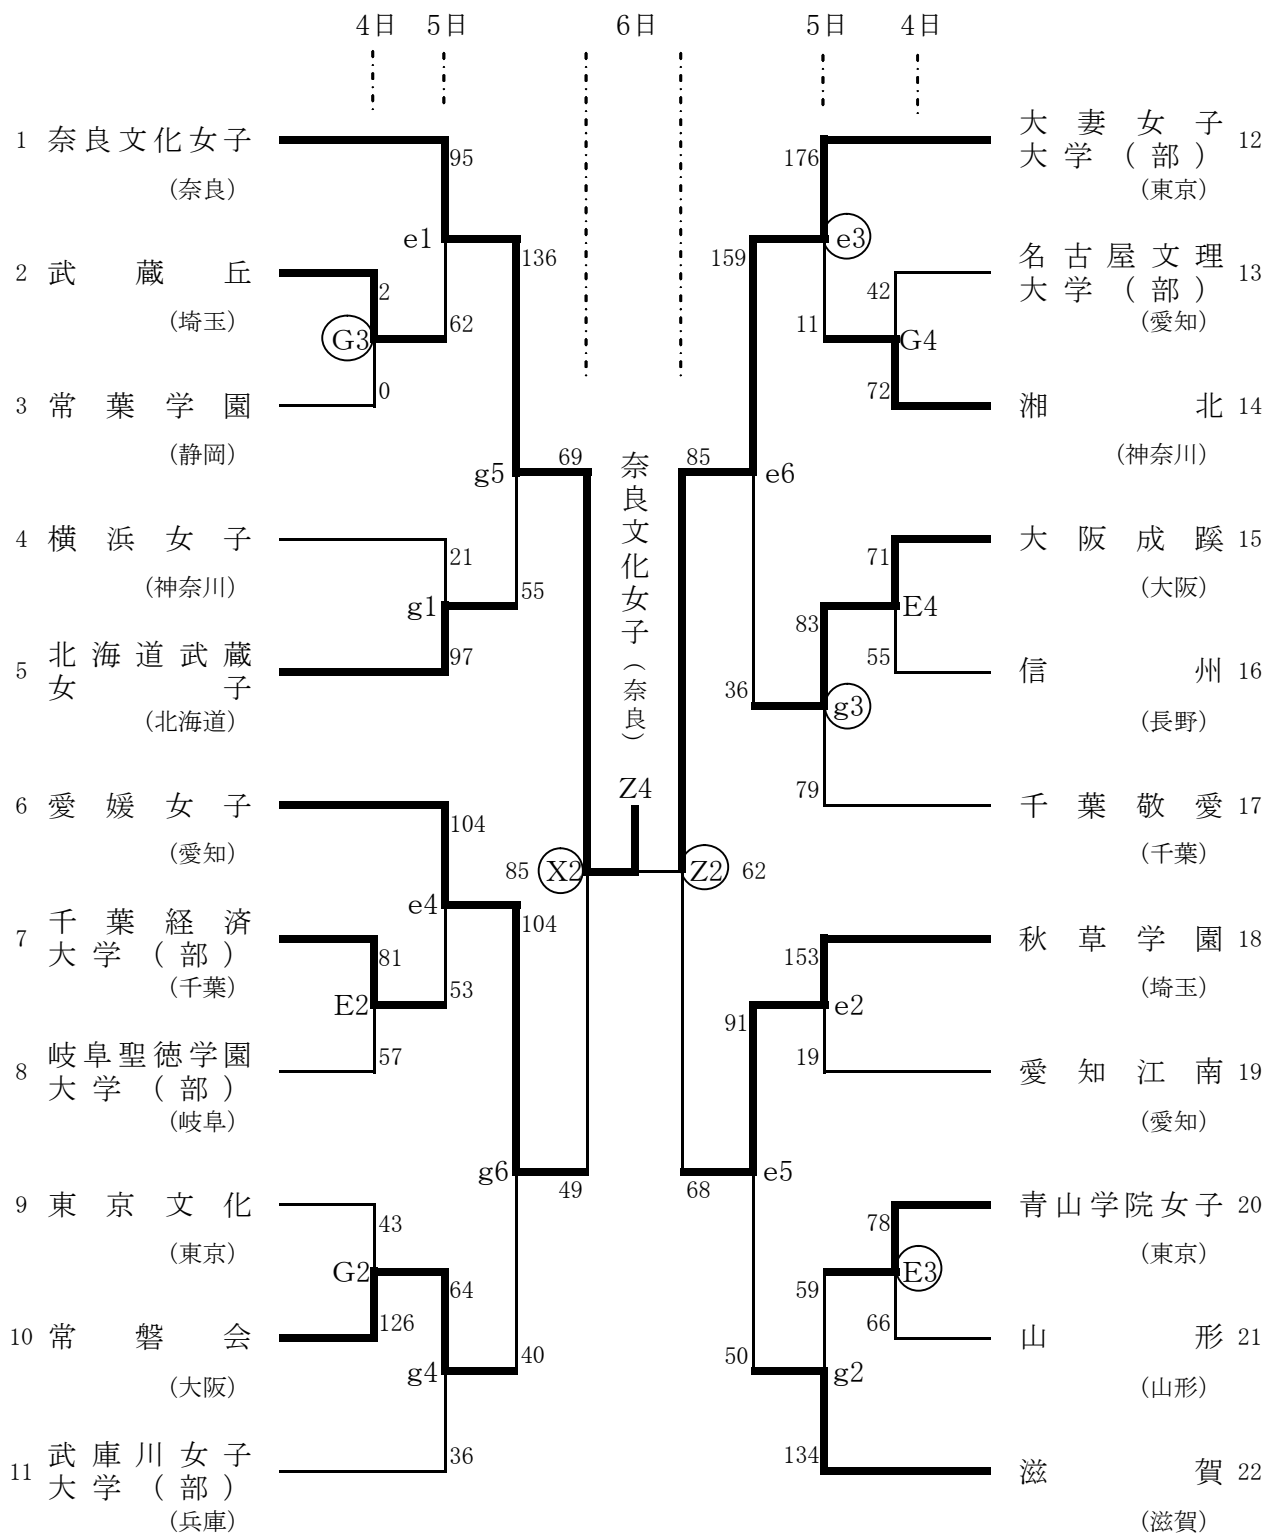 4日 5日 6日 5日 4日
1 奈良文化女子
(奈良)
95
e1
136
2 武蔵丘
(埼玉)
2
G3
62
0
3 常葉学園
(静岡)
g5
69
4 横浜女子
(神奈川)
21
g1
55
97
5 北海道武蔵
女子
(北海道)
6 愛媛女子
(愛知)
104
e4
104
7 千葉経済
大学(部)
(千葉)
81
E2
53
57
8 岐阜聖徳学園
大学(部)
(岐阜)
g6
49
9 東京文化
(東京)
43
G2
64
126
10 常磐会
(大阪)
g4
40
36
11 武庫川女子
大学(部)
(兵庫)
奈良文化女子(奈良)
Z4
85 X2
Z2 62
大妻女子
大学(部) 12
(東京)
176
e3
159
名古屋文理
大学(部) 13
(愛知)
42
11
G4
72
湘北 14
(神奈川)
85
e6
大阪成蹊 15
(大阪)
71
E4
83
55
信州 16
(長野)
36
g3
79
千葉敬愛 17
(千葉)
秋草学園 18
(埼玉)
153
e2
91
19
愛知江南 19
(愛知)
68
e5
青山学院女子 20
(東京)
78
E3
59
66
山形 21
(山形)
50
g2
134
滋賀 22
(滋賀)